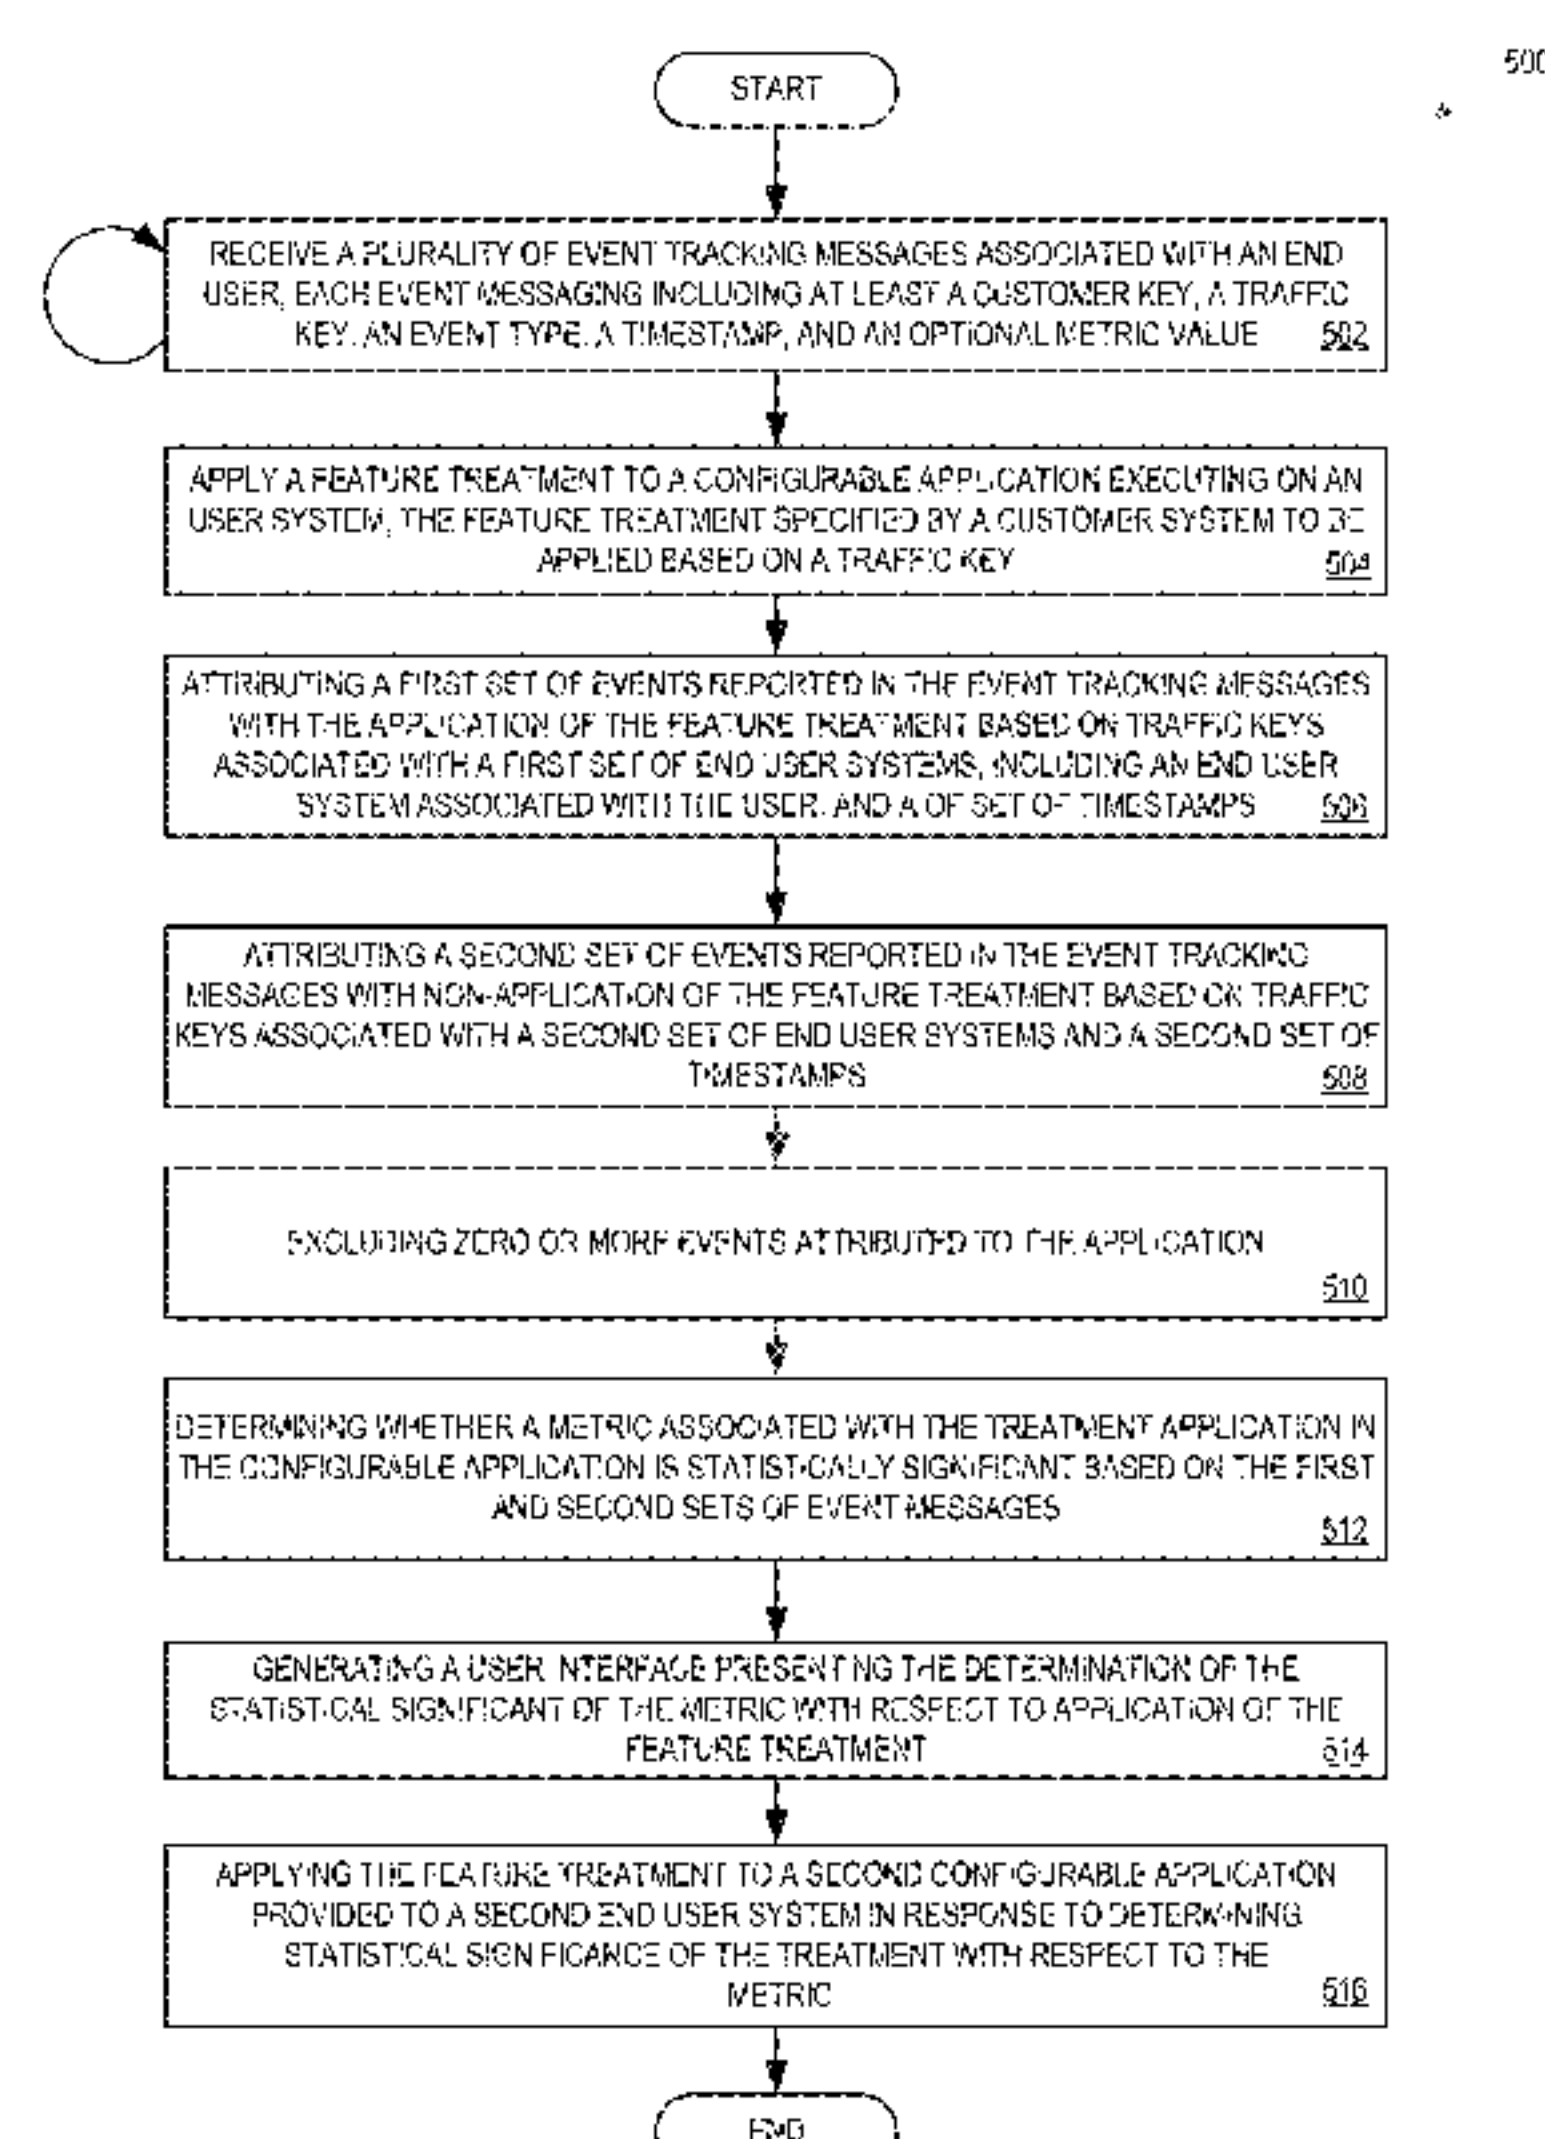 500
START
RECEIVE A PLURALITY OF EVENT TRACKING MESSAGES ASSOCIATED WITH AN END
USER, EACH EVENT MESSAGING INCLUDING AT LEAST A CUSTOMER KEY, A TRAFFIC
KEY, AN EVENT TYPE, A TIMESTAMP, AND AN OPTIONAL METRIC VALUE
502
APPLY A FEATURE TREATMENT TO A CONFIGURABLE APPLICATION EXECUTING ON AN
USER SYSTEM, THE FEATURE TREATMENT SPECIFIED BY A CUSTOMER SYSTEM TO BE
APPLIED BASED ON A TRAFFIC KEY
504
ATTRIBUTING A FIRST SET OF EVENTS REPORTED IN THE EVENT TRACKING MESSAGES
WITH THE APPLICATION OF THE FEATURE TREATMENT BASED ON TRAFFIC KEYS
ASSOCIATED WITH A FIRST SET OF END USER SYSTEMS, INCLUDING AN END USER
SYSTEM ASSOCIATED WITH THE USER, AND A OF SET OF TIMESTAMPS
506
ATTRIBUTING A SECOND SET OF EVENTS REPORTED IN THE EVENT TRACKING
MESSAGES WITH NON-APPLICATION OF THE FEATURE TREATMENT BASED ON TRAFFIC
KEYS ASSOCIATED WITH A SECOND SET OF END USER SYSTEMS AND A SECOND SET OF
TIMESTAMPS
508
EXCLUDING ZERO OR MORE EVENTS ATTRIBUTED TO THE APPLICATION
510
DETERMINING WHETHER A METRIC ASSOCIATED WITH THE TREATMENT APPLICATION IN
THE CONFIGURABLE APPLICATION IS STATISTICALLY SIGNIFICANT BASED ON THE FIRST
AND SECOND SETS OF EVENT MESSAGES
512
GENERATING A USER INTERFACE PRESENTING THE DETERMINATION OF THE
STATISTICAL SIGNIFICANT OF THE METRIC WITH RESPECT TO APPLICATION OF THE
FEATURE TREATMENT
514
APPLYING THE FEATURE TREATMENT TO A SECOND CONFIGURABLE APPLICATION
PROVIDED TO A SECOND END USER SYSTEM IN RESPONSE TO DETERMINING
STATISTICAL SIGNIFICANCE OF THE TREATMENT WITH RESPECT TO THE
METRIC
516
END